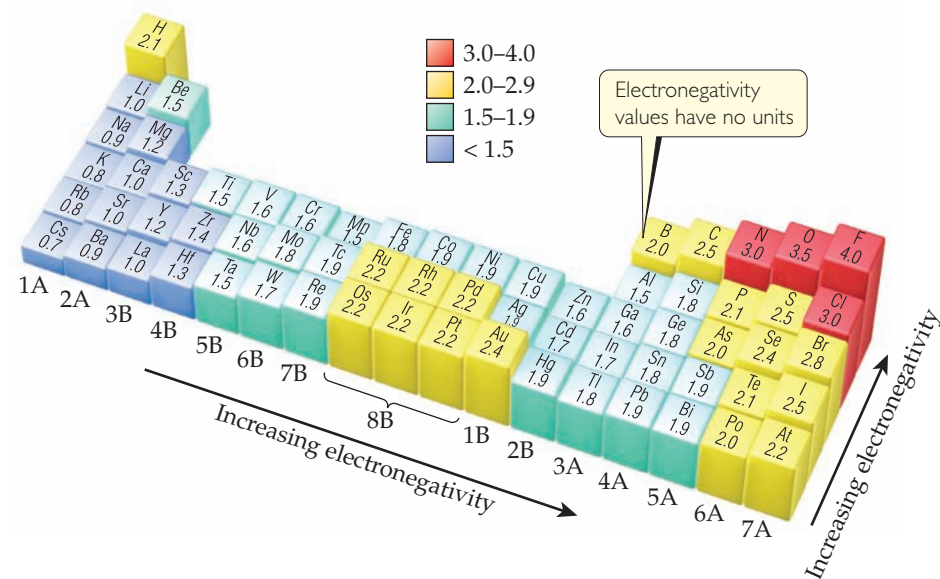 H
2.1
3.0–4.0
2.0–2.9
1.5–1.9
< 1.5
Electronegativity
values have no units
Li
1.0
Be
1.5
Na
0.9
Mg
1.2
K
0.8
Ca
1.0
Sc
1.3
Ti
1.5
V
1.6
Cr
1.6
Mn
1.5
Fe
1.8
Co
1.9
Ni
1.9
Cu
1.9
Zn
1.6
Ga
1.6
Ge
1.8
As
2.0
Se
2.4
Br
2.8
B
2.0
C
2.5
N
3.0
O
3.5
F
4.0
Al
1.5
Si
1.8
P
2.1
S
2.5
Cl
3.0
Rb
0.8
Sr
1.0
Y
1.2
Zr
1.4
Nb
1.6
Mo
1.8
Tc
1.9
Ru
2.2
Rh
2.2
Pd
2.2
Ag
1.9
Cd
1.7
In
1.7
Sn
1.8
Sb
1.9
Te
2.1
I
2.5
Cs
0.7
Ba
0.9
La
1.0
Hf
1.3
Ta
1.5
W
1.7
Re
1.9
Os
2.2
Ir
2.2
Pt
2.2
Au
2.4
Hg
1.9
Tl
1.8
Pb
1.9
Bi
1.9
Po
2.0
At
2.2
1A
2A
3B
4B
5B
6B
7B
8B
1B
2B
3A
4A
5A
6A
7A
Increasing electronegativity
Increasing electronegativity